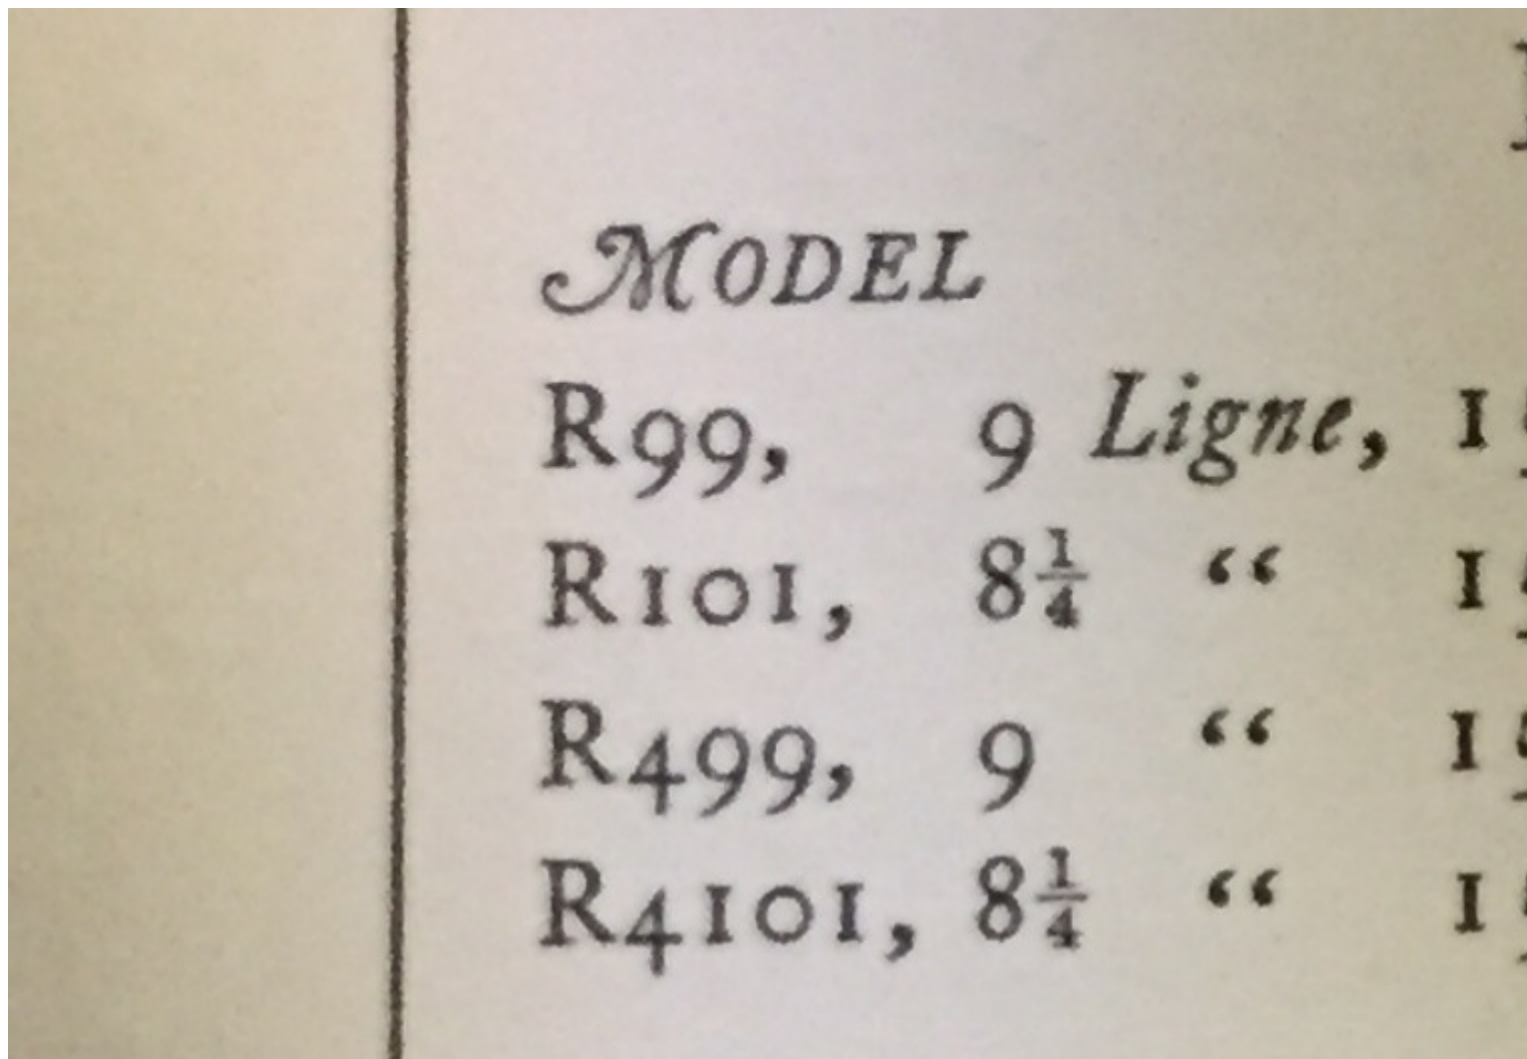 MODEL
R99, 9 Ligne, 1
R101, 8¼ “ 1
R499, 9 “ 1
R4101, 8¼ “ 1